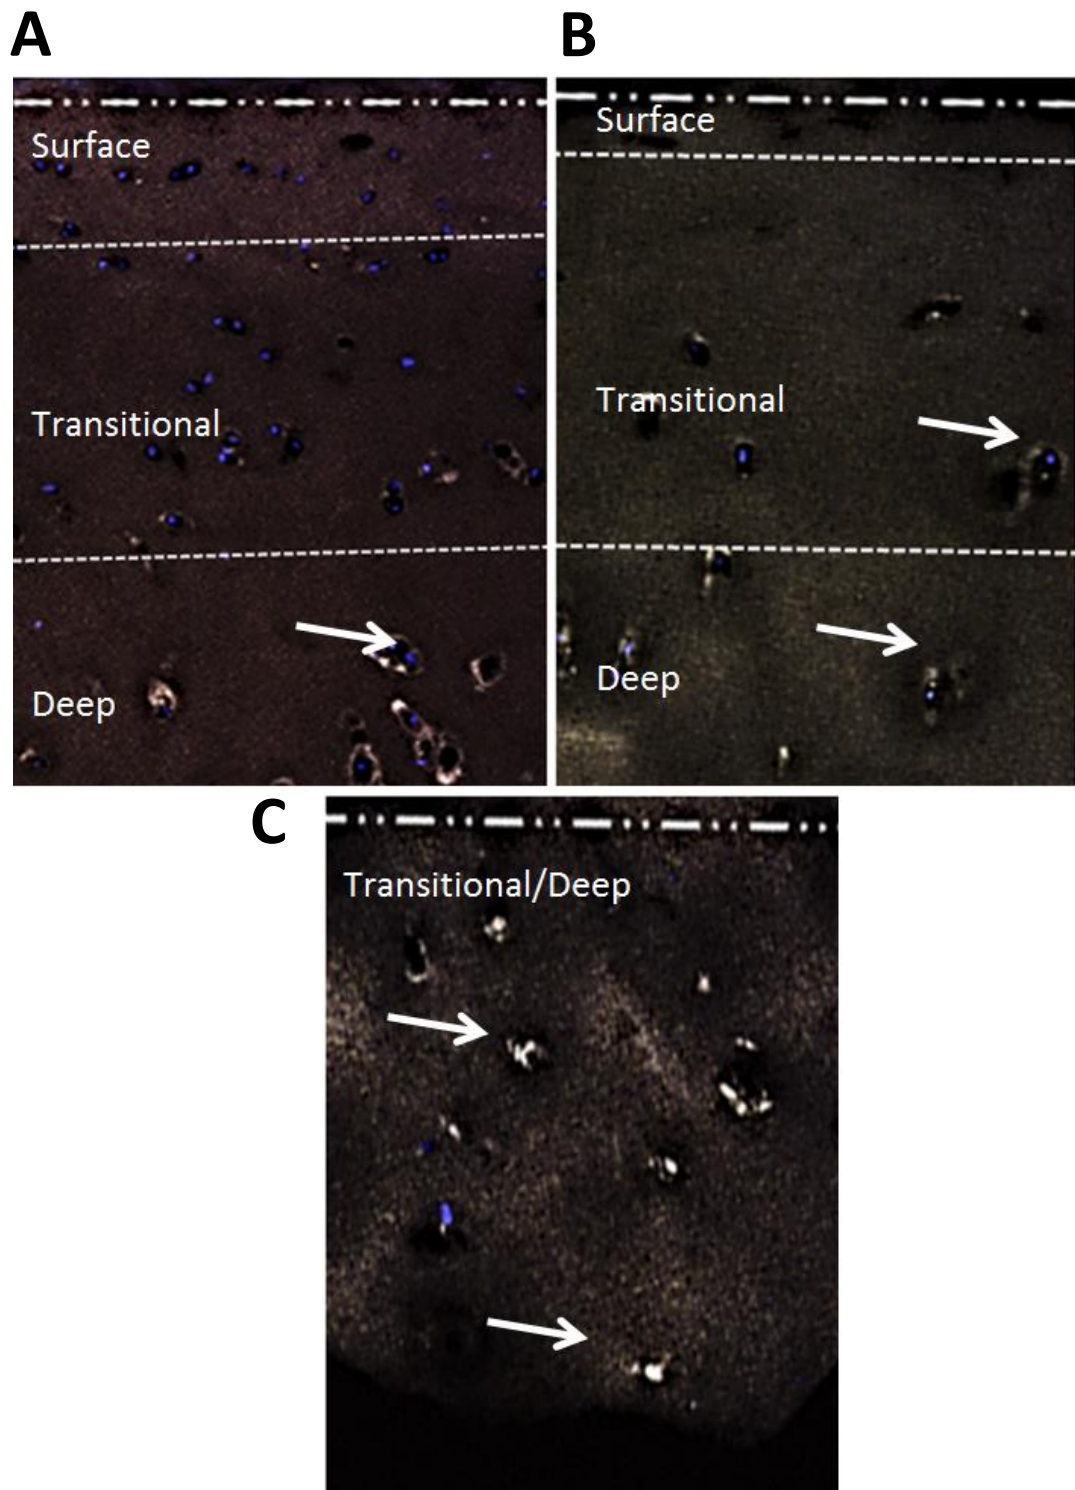 A
B
Surface
Surface
Transitional
Transitional
Deep
Deep
C
Transitional/Deep